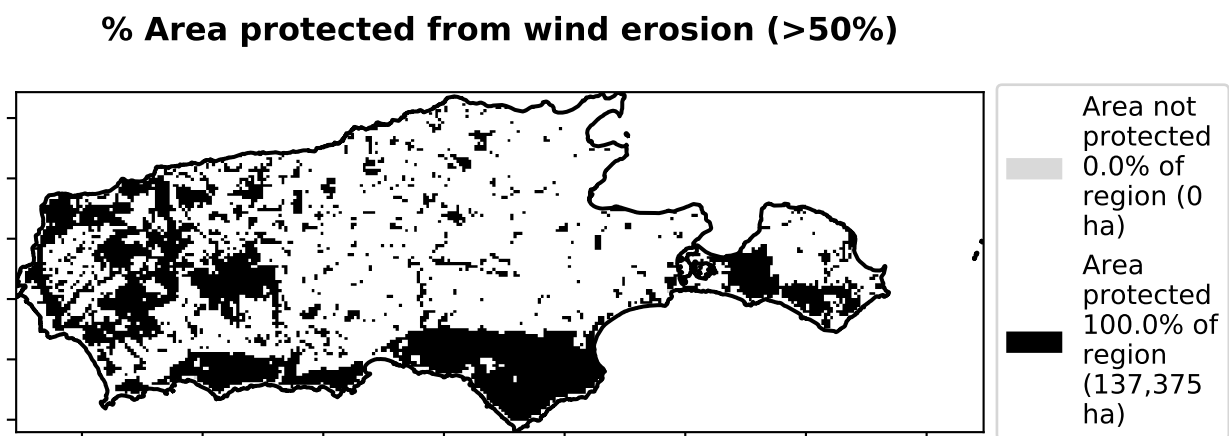 % Area protected from wind erosion (>50%)
Area not
protected
0.0% of
region (0
ha)
Area
protected
100.0% of
region
(137,375
ha)